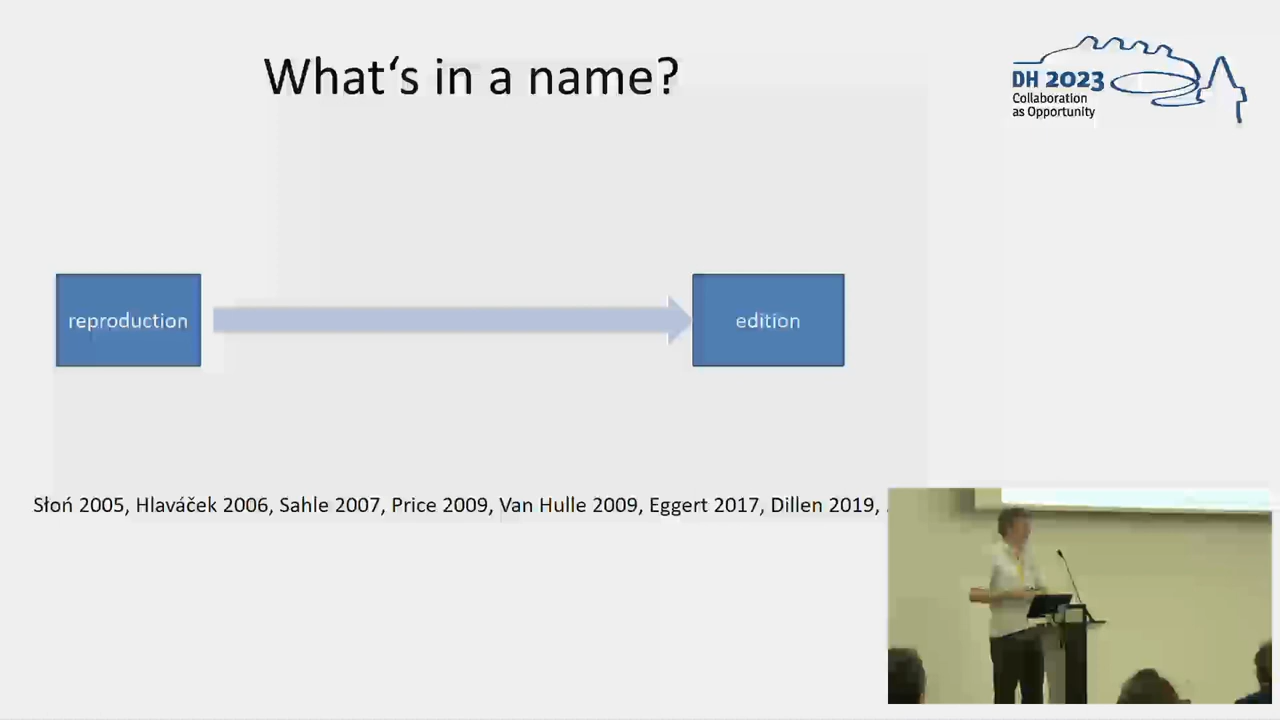 What‘s in a name?
DH 2023
Collaboration
as Opportunity
reproduction
edition
Słoń 2005, Hlaváček 2006, Sahle 2007, Price 2009, Van Hulle 2009, Eggert 2017, Dillen 2019, .